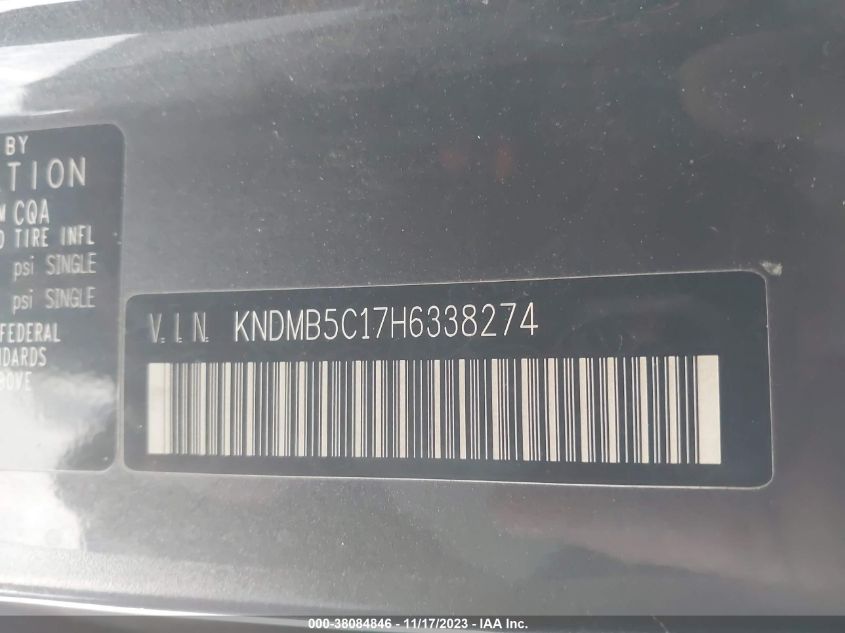 BY
TION
CQA
TIRE INFL
psi SINGLE
psi SINGLE
FEDERAL
NDARDS
BOVE
V.I.N. KNDMB5C17H6338274
000-38084846 - 11/17/2023 - IAA Inc.